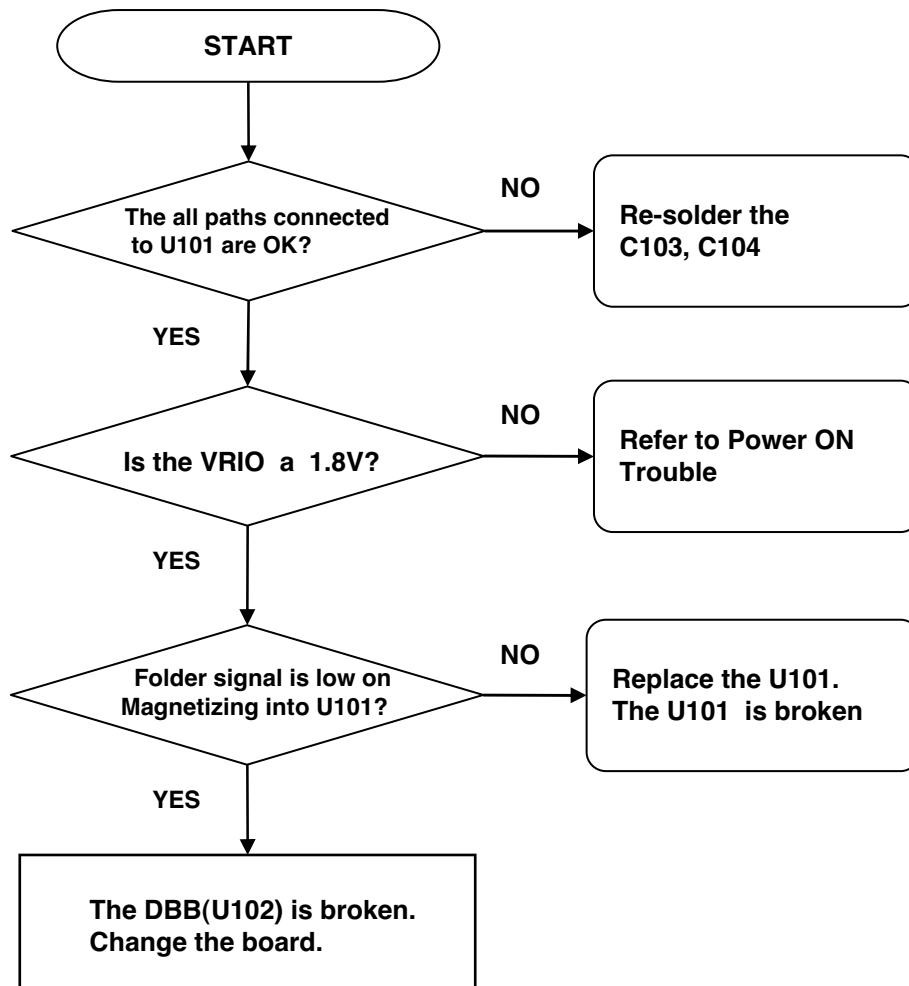 START
The all paths connected
to U101 are OK?
NO
Re-solder the
C103, C104
YES
Is the VRIO a 1.8V?
NO
Refer to Power ON
Trouble
YES
Folder signal is low on
Magnetizing into U101?
NO
Replace the U101.
The U101 is broken
YES
The DBB(U102) is broken.
Change the board.